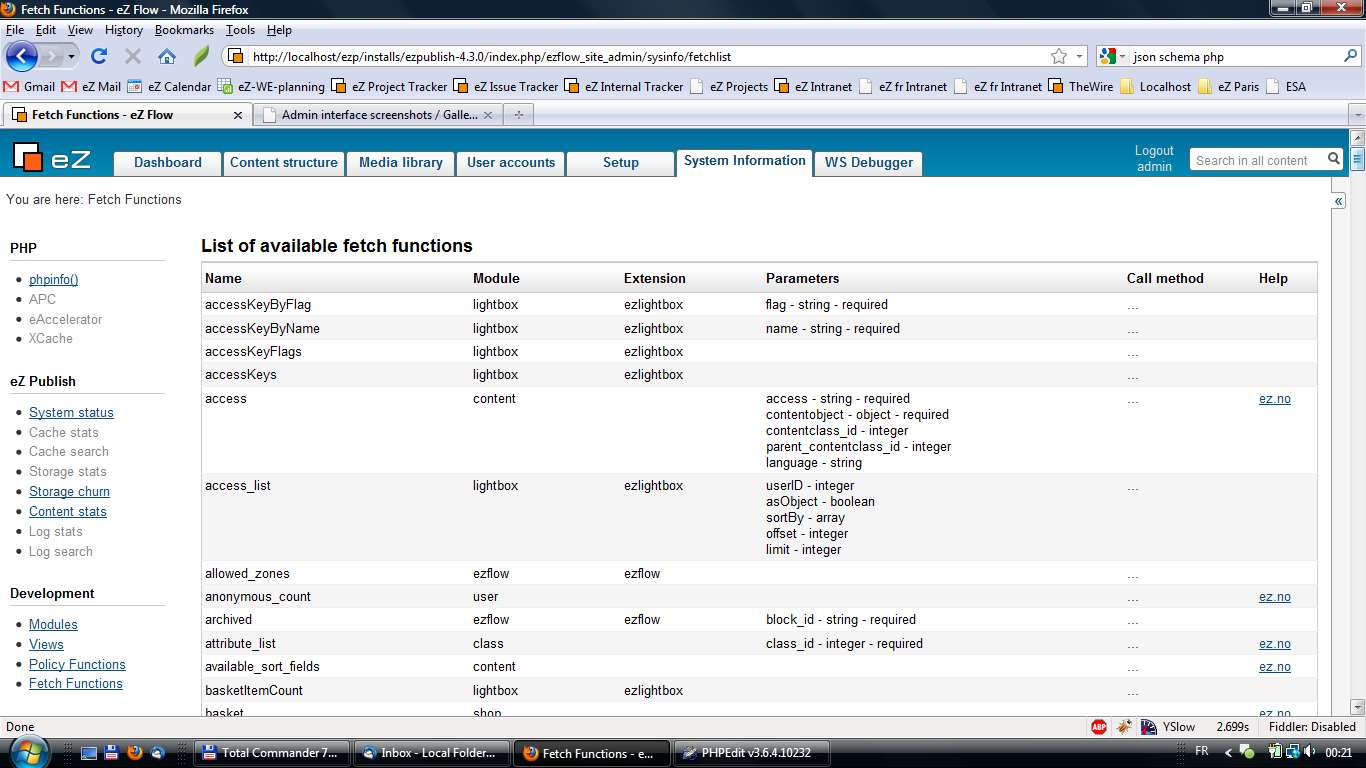 Fetch Functions - eZ Flow - Mozilla Firefox
File Edit View History Bookmarks Tools Help
http://localhost/ezp/installs/ezpublish-4.3.0/index.php/ezflow_site_admin/sysinfo/fetchlist
json schema php
Gmail eZ Mail eZ Calendar eZ-WE-planning eZ Project Tracker eZ Issue Tracker eZ Internal Tracker eZ Projects eZ Intranet eZ fr Intranet eZ fr Intranet TheWire Localhost eZ Paris ESA
Fetch Functions - eZ Flow Admin interface screenshots / Galle...
eZ Dashboard Content structure Media library User accounts Setup System Information WS Debugger
Logout
admin
Search in all content
You are here: Fetch Functions
«
PHP
phpinfo()
APC
eAccelerator
XCache
eZ Publish
System status
Cache stats
Cache search
Storage stats
Storage churn
Content stats
Log stats
Log search
Development
Modules
Views
Policy Functions
Fetch Functions
List of available fetch functions
Name Module Extension Parameters Call method Help
accessKeyByFlag lightbox ezlightbox flag - string - required ...
accessKeyByName lightbox ezlightbox name - string - required ...
accessKeyFlags lightbox ezlightbox ...
accessKeys lightbox ezlightbox ...
access content access - string - required ... ez.no
contentobject - object - required
contentclass_id - integer
parent_contentclass_id - integer
language - string
access_list lightbox ezlightbox userID - integer ...
asObject - boolean
sortBy - array
offset - integer
limit - integer
allowed_zones ezflow ezflow ...
anonymous_count user ... ez.no
archived ezflow ezflow block_id - string - required ...
attribute_list class class_id - integer - required ... ez.no
available_sort_fields content ... ez.no
basketItemCount lightbox ezlightbox ...
basket shop ez.no
Done ABP YSlow 2.699s Fiddler: Disabled
Total Commander 7... Inbox - Local Folder... Fetch Functions - e... PHPEdit v3.6.4.10232 FR 00:21